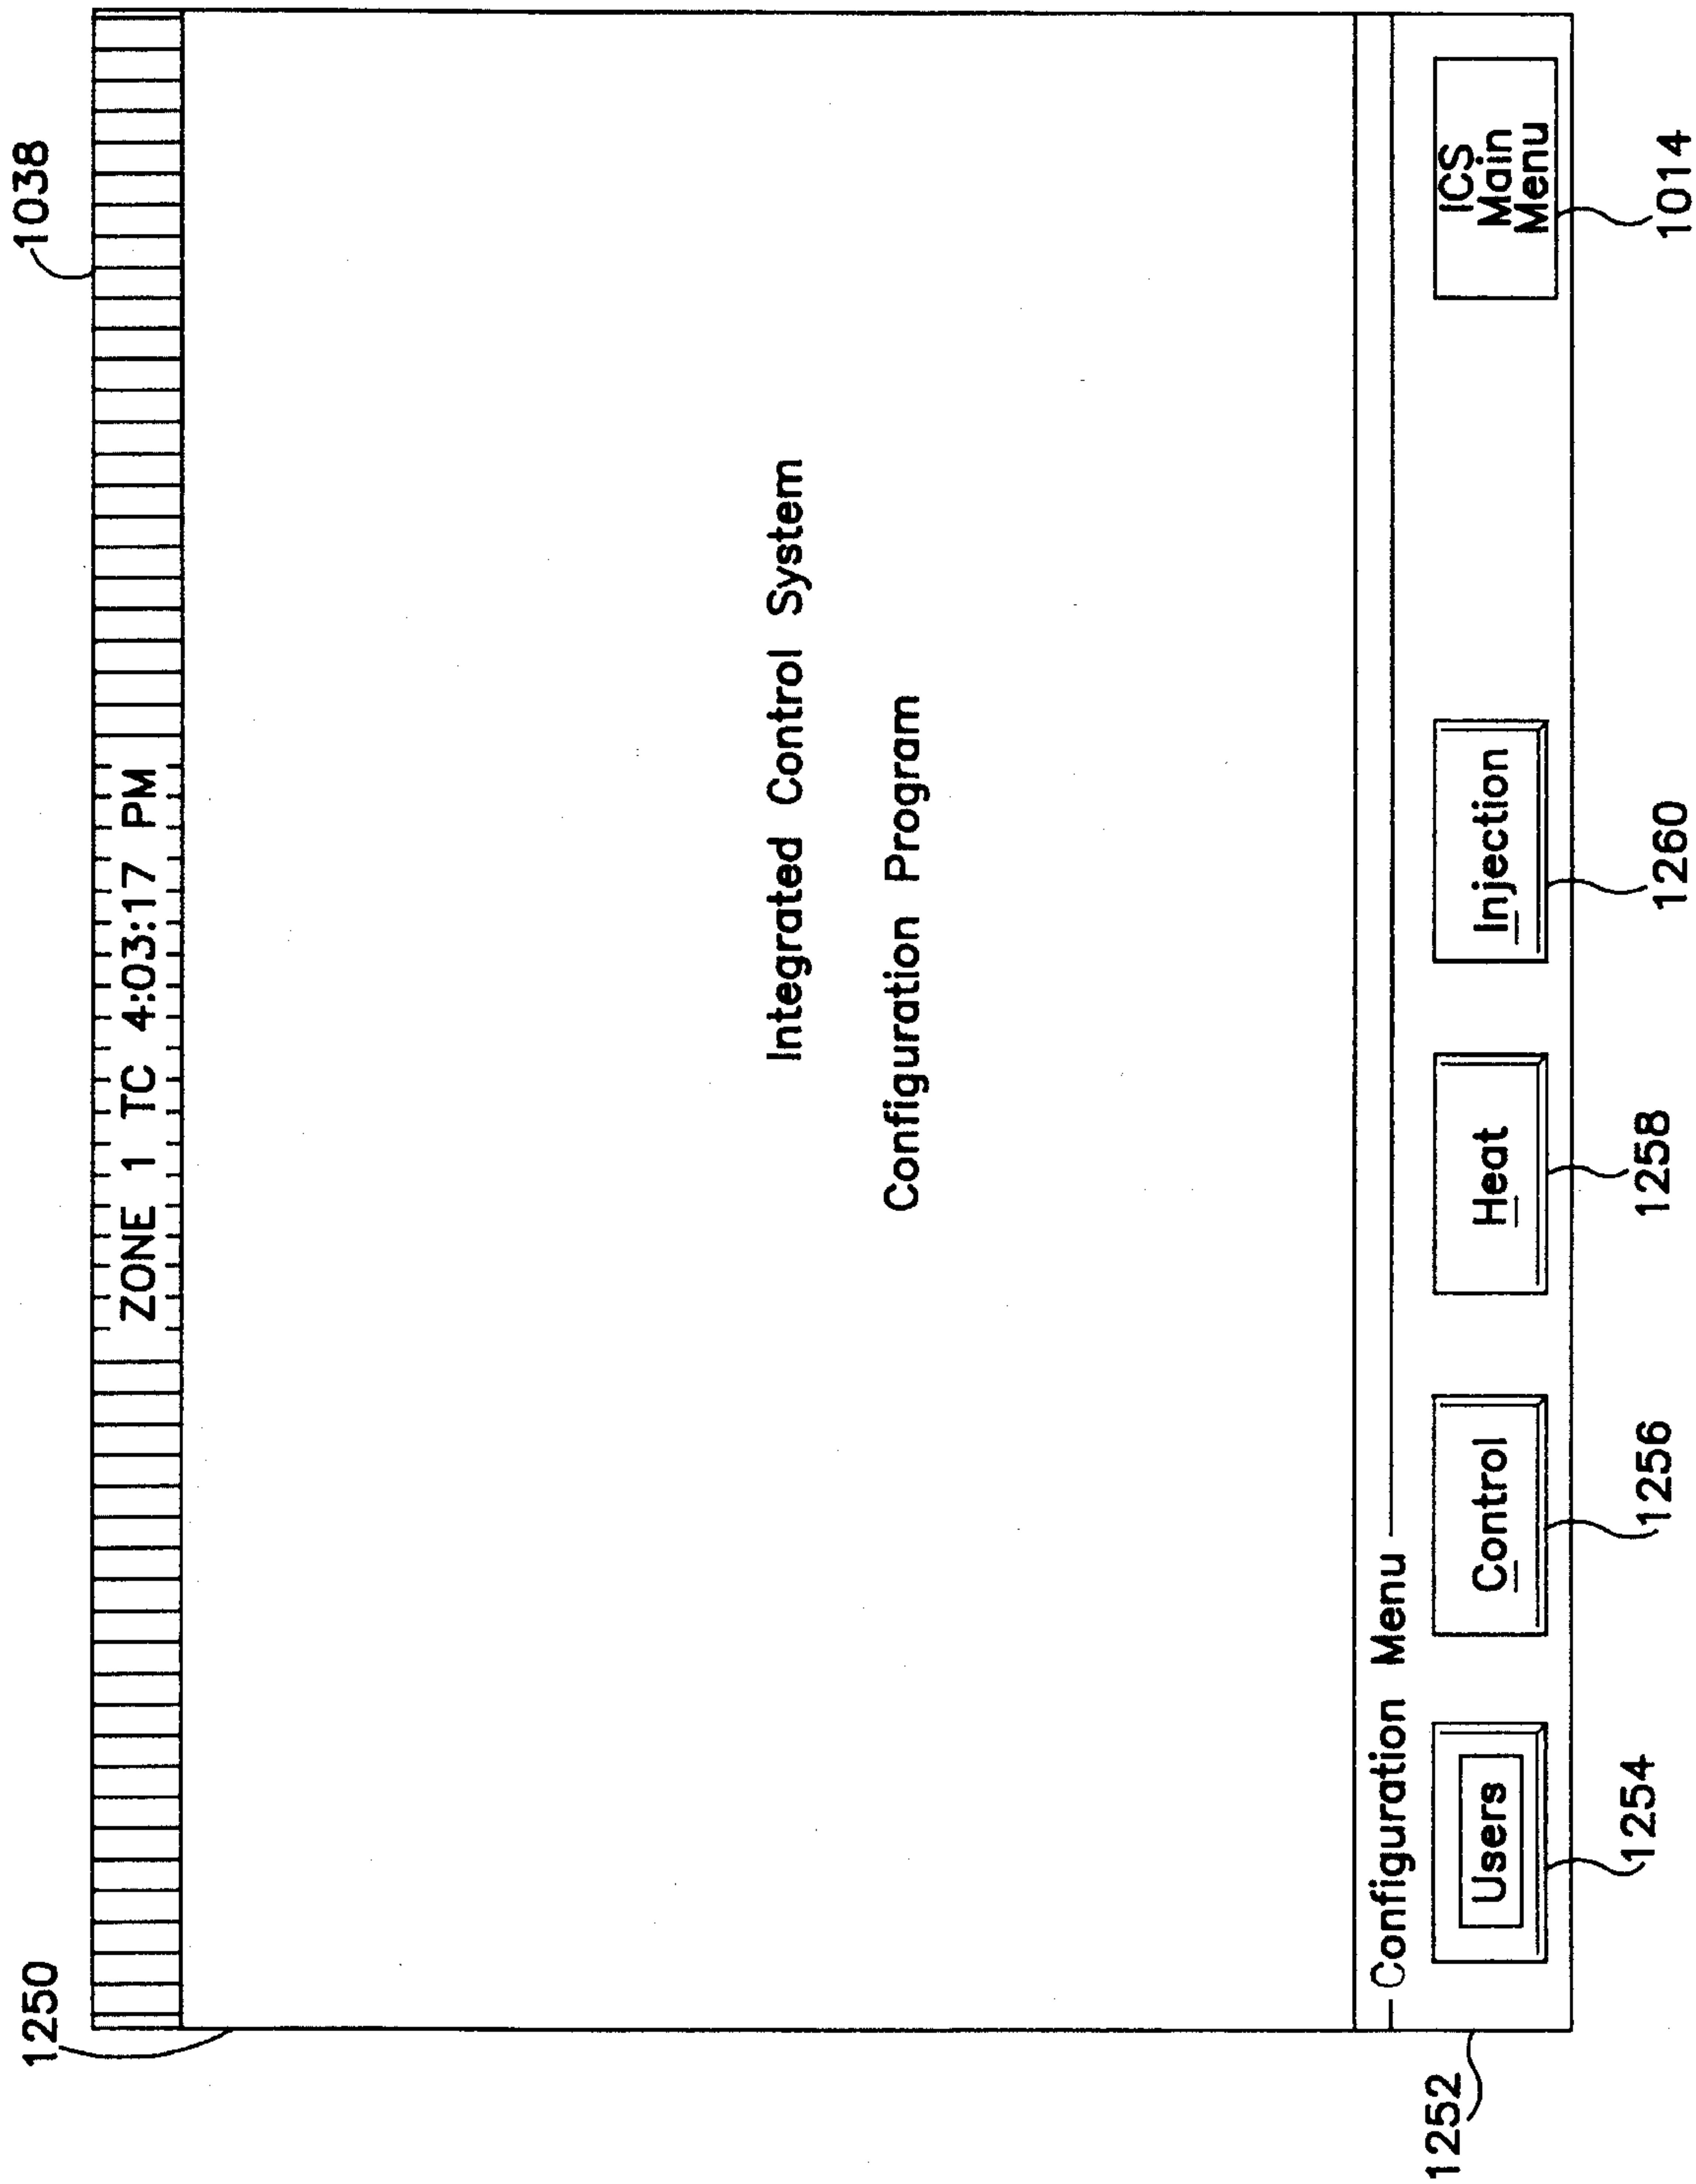 1250
1038
ZONE 1 TC 4:03:17 PM
Integrated Control System
Configuration Program
Configuration Menu
1252
Users
Control
Heat
Injection
ICS
Main
Menu
1254
1256
1258
1260
1014